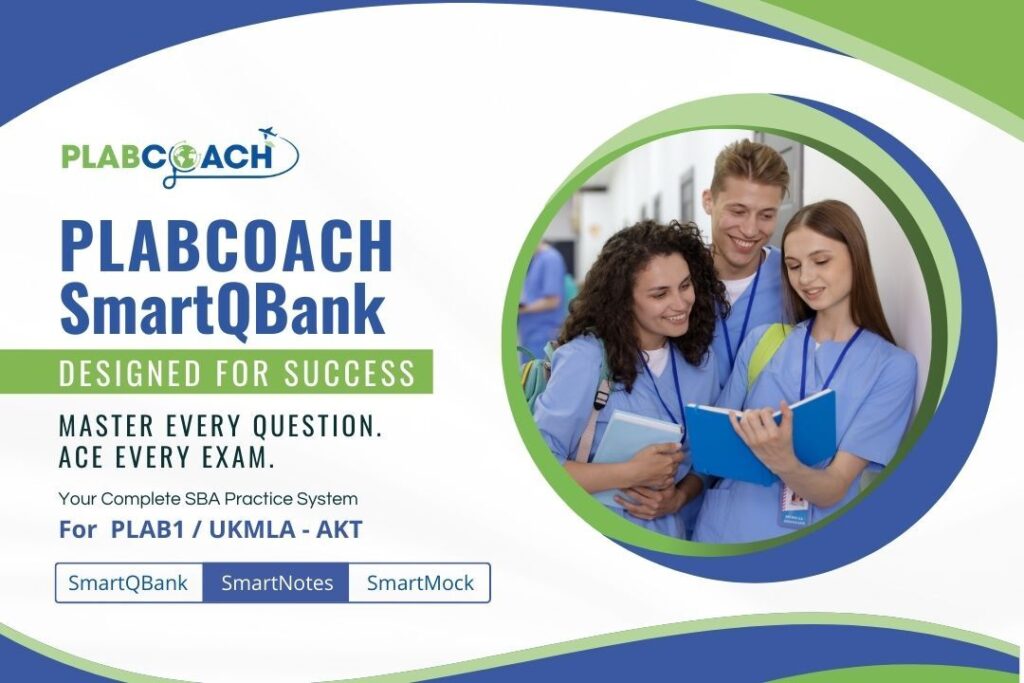 PLABCOACH
PLABCOACH
SmartQBank
DESIGNED FOR SUCCESS
MASTER EVERY QUESTION.
ACE EVERY EXAM.
Your Complete SBA Practice System
For PLAB1 / UKMLA - AKT
SmartQBank SmartNotes SmartMock